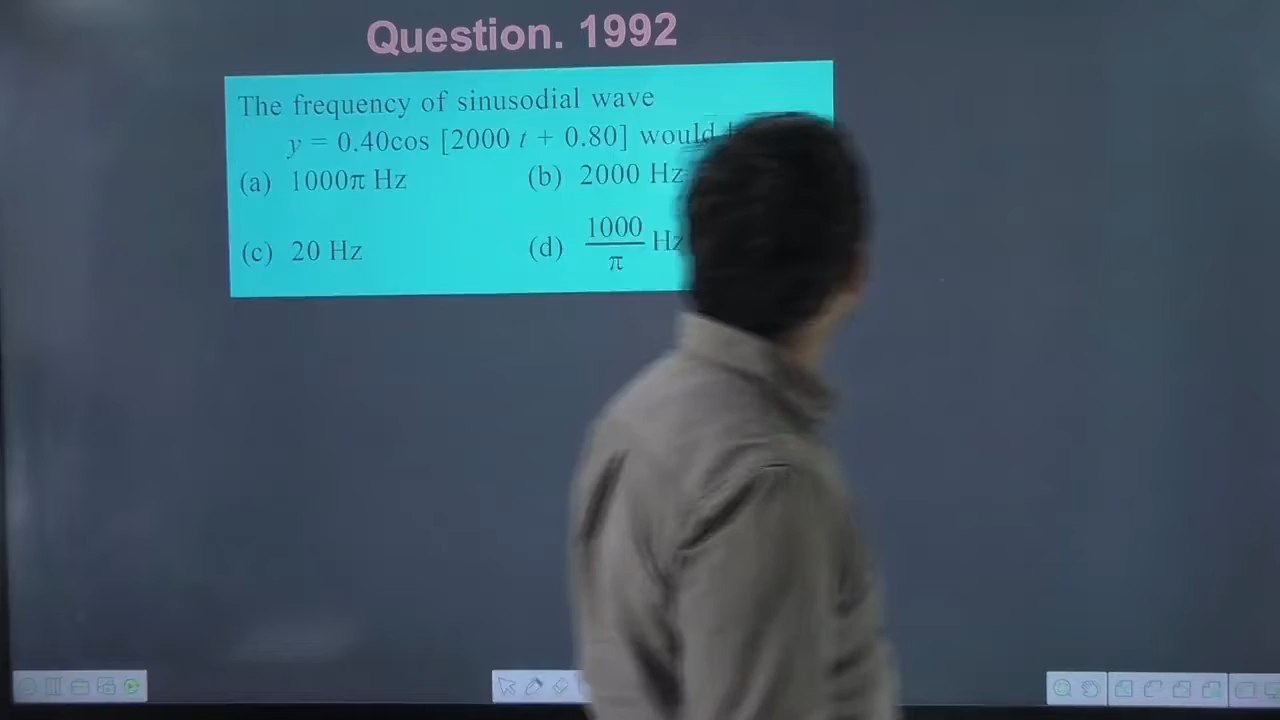 Question. 1992
The frequency of sinusodial wave
y = 0.40cos [2000 t + 0.80] would
(a) 1000π Hz (b) 2000 Hz
(c) 20 Hz (d) 1000/π Hz